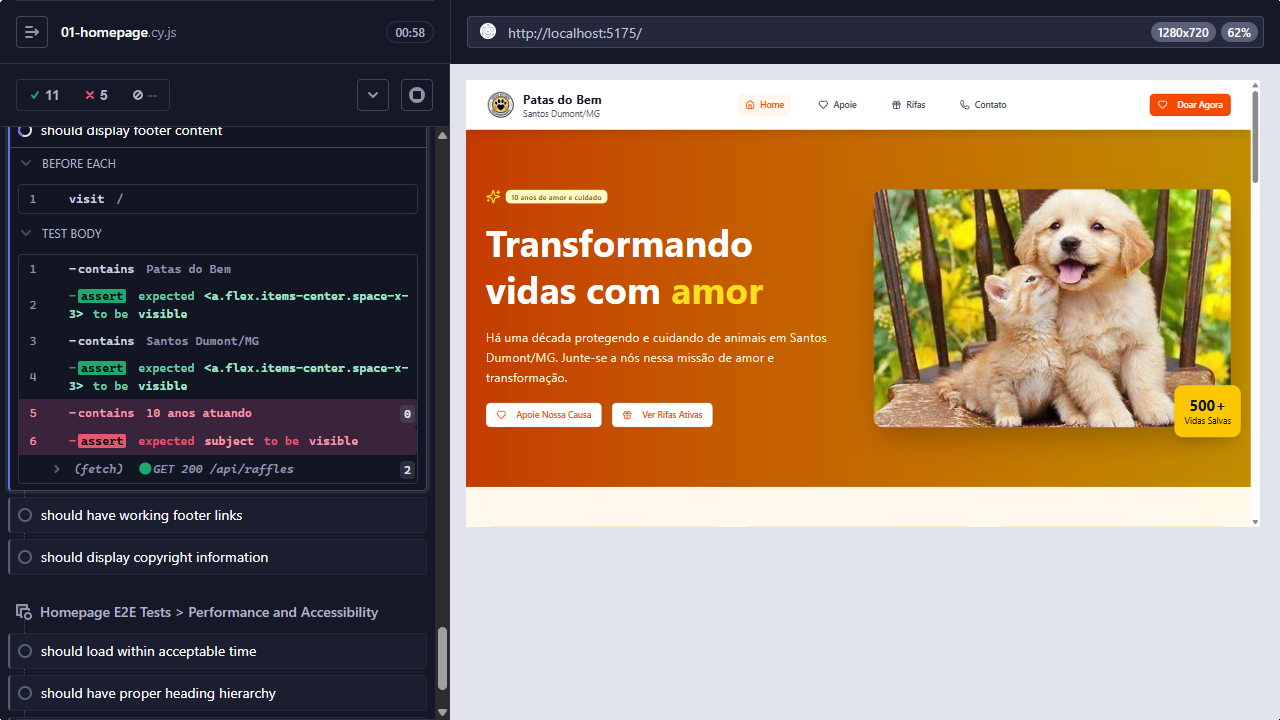 01-homepage.cy.js
00:58
11
5
--
should display footer content
BEFORE EACH
1 visit /
TEST BODY
1 -contains Patas do Bem
2 -assert expected <a.flex.items-center.space-x-
3> to be visible
3 -contains Santos Dumont/MG
4 -assert expected <a.flex.items-center.space-x-
3> to be visible
5 -contains 10 anos atuando 0
6 -assert expected subject to be visible
(fetch) GET 200 /api/raffles 2
should have working footer links
should display copyright information
Homepage E2E Tests > Performance and Accessibility
should load within acceptable time
should have proper heading hierarchy
http://localhost:5175/
1280x720
62%
Patas do Bem
Santos Dumont/MG
Home
Apoie
Rifas
Contato
Doar Agora
10 anos de amor e cuidado
Transformando
vidas com amor
Há uma década protegendo e cuidando de animais em Santos
Dumont/MG. Junte-se a nós nessa missão de amor e
transformação.
Apoie Nossa Causa
Ver Rifas Ativas
500+
Vidas Salvas